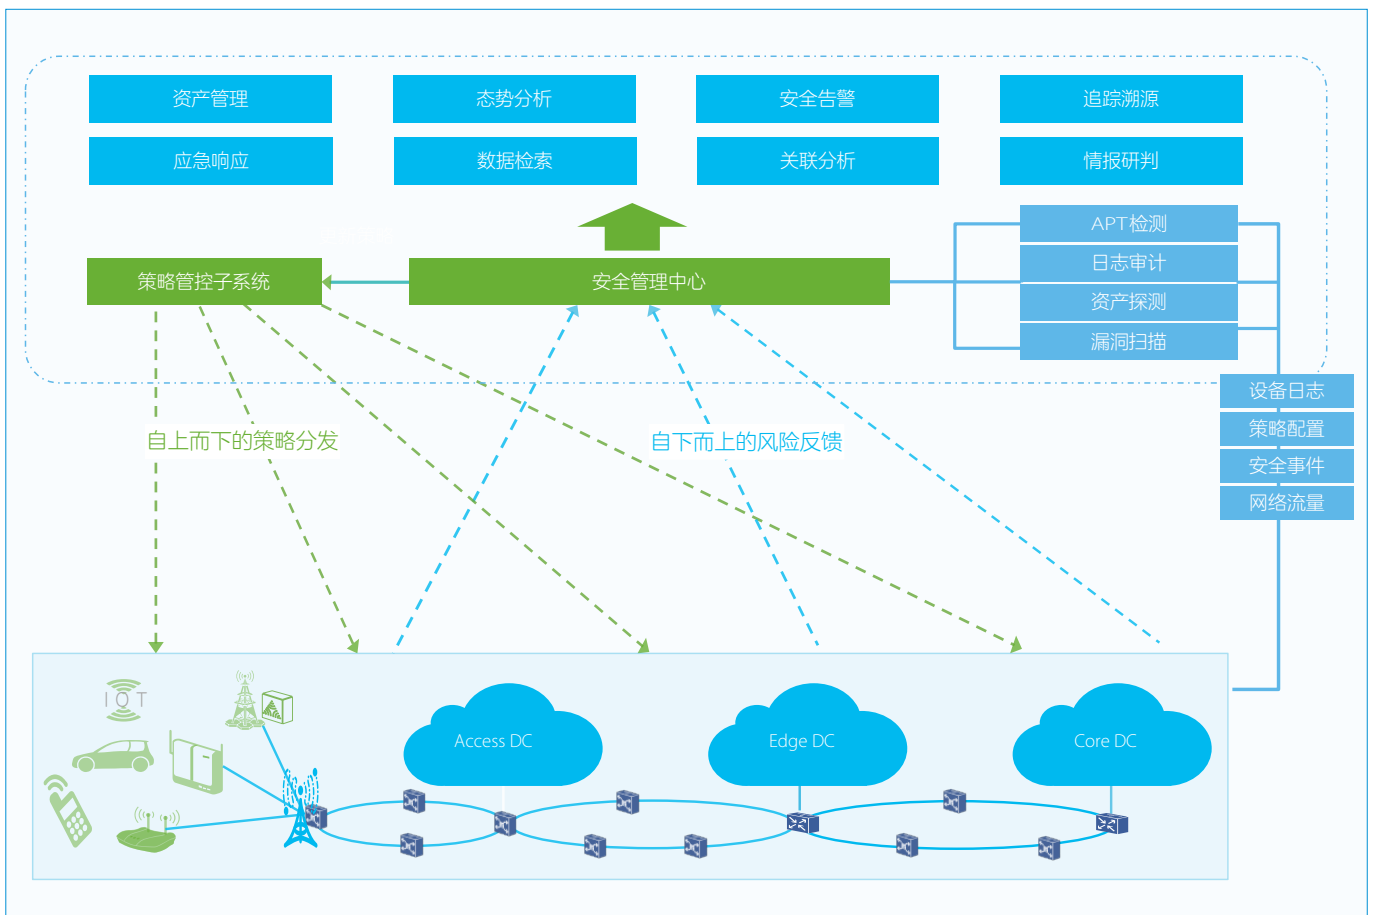 资产管理
态势分析
安全告警
追踪溯源
应急响应
数据检索
关联分析
情报研判
APT检测
日志审计
资产探测
漏洞扫描
策略管控子系统
安全管理中心
设备日志
策略配置
安全事件
网络流量
自上而下的策略分发
自下而上的风险反馈
IOT
Access DC
Edge DC
Core DC